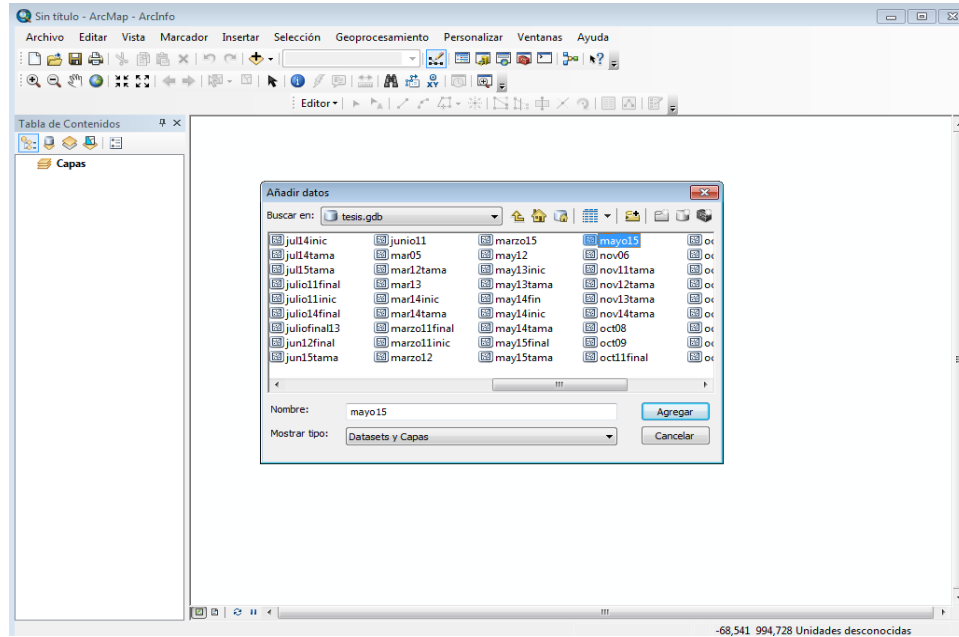 Sin título - ArcMap - ArcInfo
Archivo Editar Vista Marcador Insertar Selección Geoprocesamiento Personalizar Ventanas Ayuda
Editor
Tabla de Contenidos
Capas
Añadir datos
Buscar en: tesis.gdb
jul14inic junio11 marzo15 mayo15
jul14tama mar05 may12 nov06
jul15tama mar12tama may13inic nov11tama
julio11final mar13 may13tama nov12tama
julio11inic mar14inic may14fin nov13tama
julio14final mar14tama may14inic nov14tama
juliofinal13 marzo11final may14tama oct08
jun12final marzo11inic may15final oct09
jun15tama marzo12 may15tama oct11final
Nombre: mayo15 Agregar
Mostrar tipo: Datasets y Capas Cancelar
-68,541 994,728 Unidades desconocidas